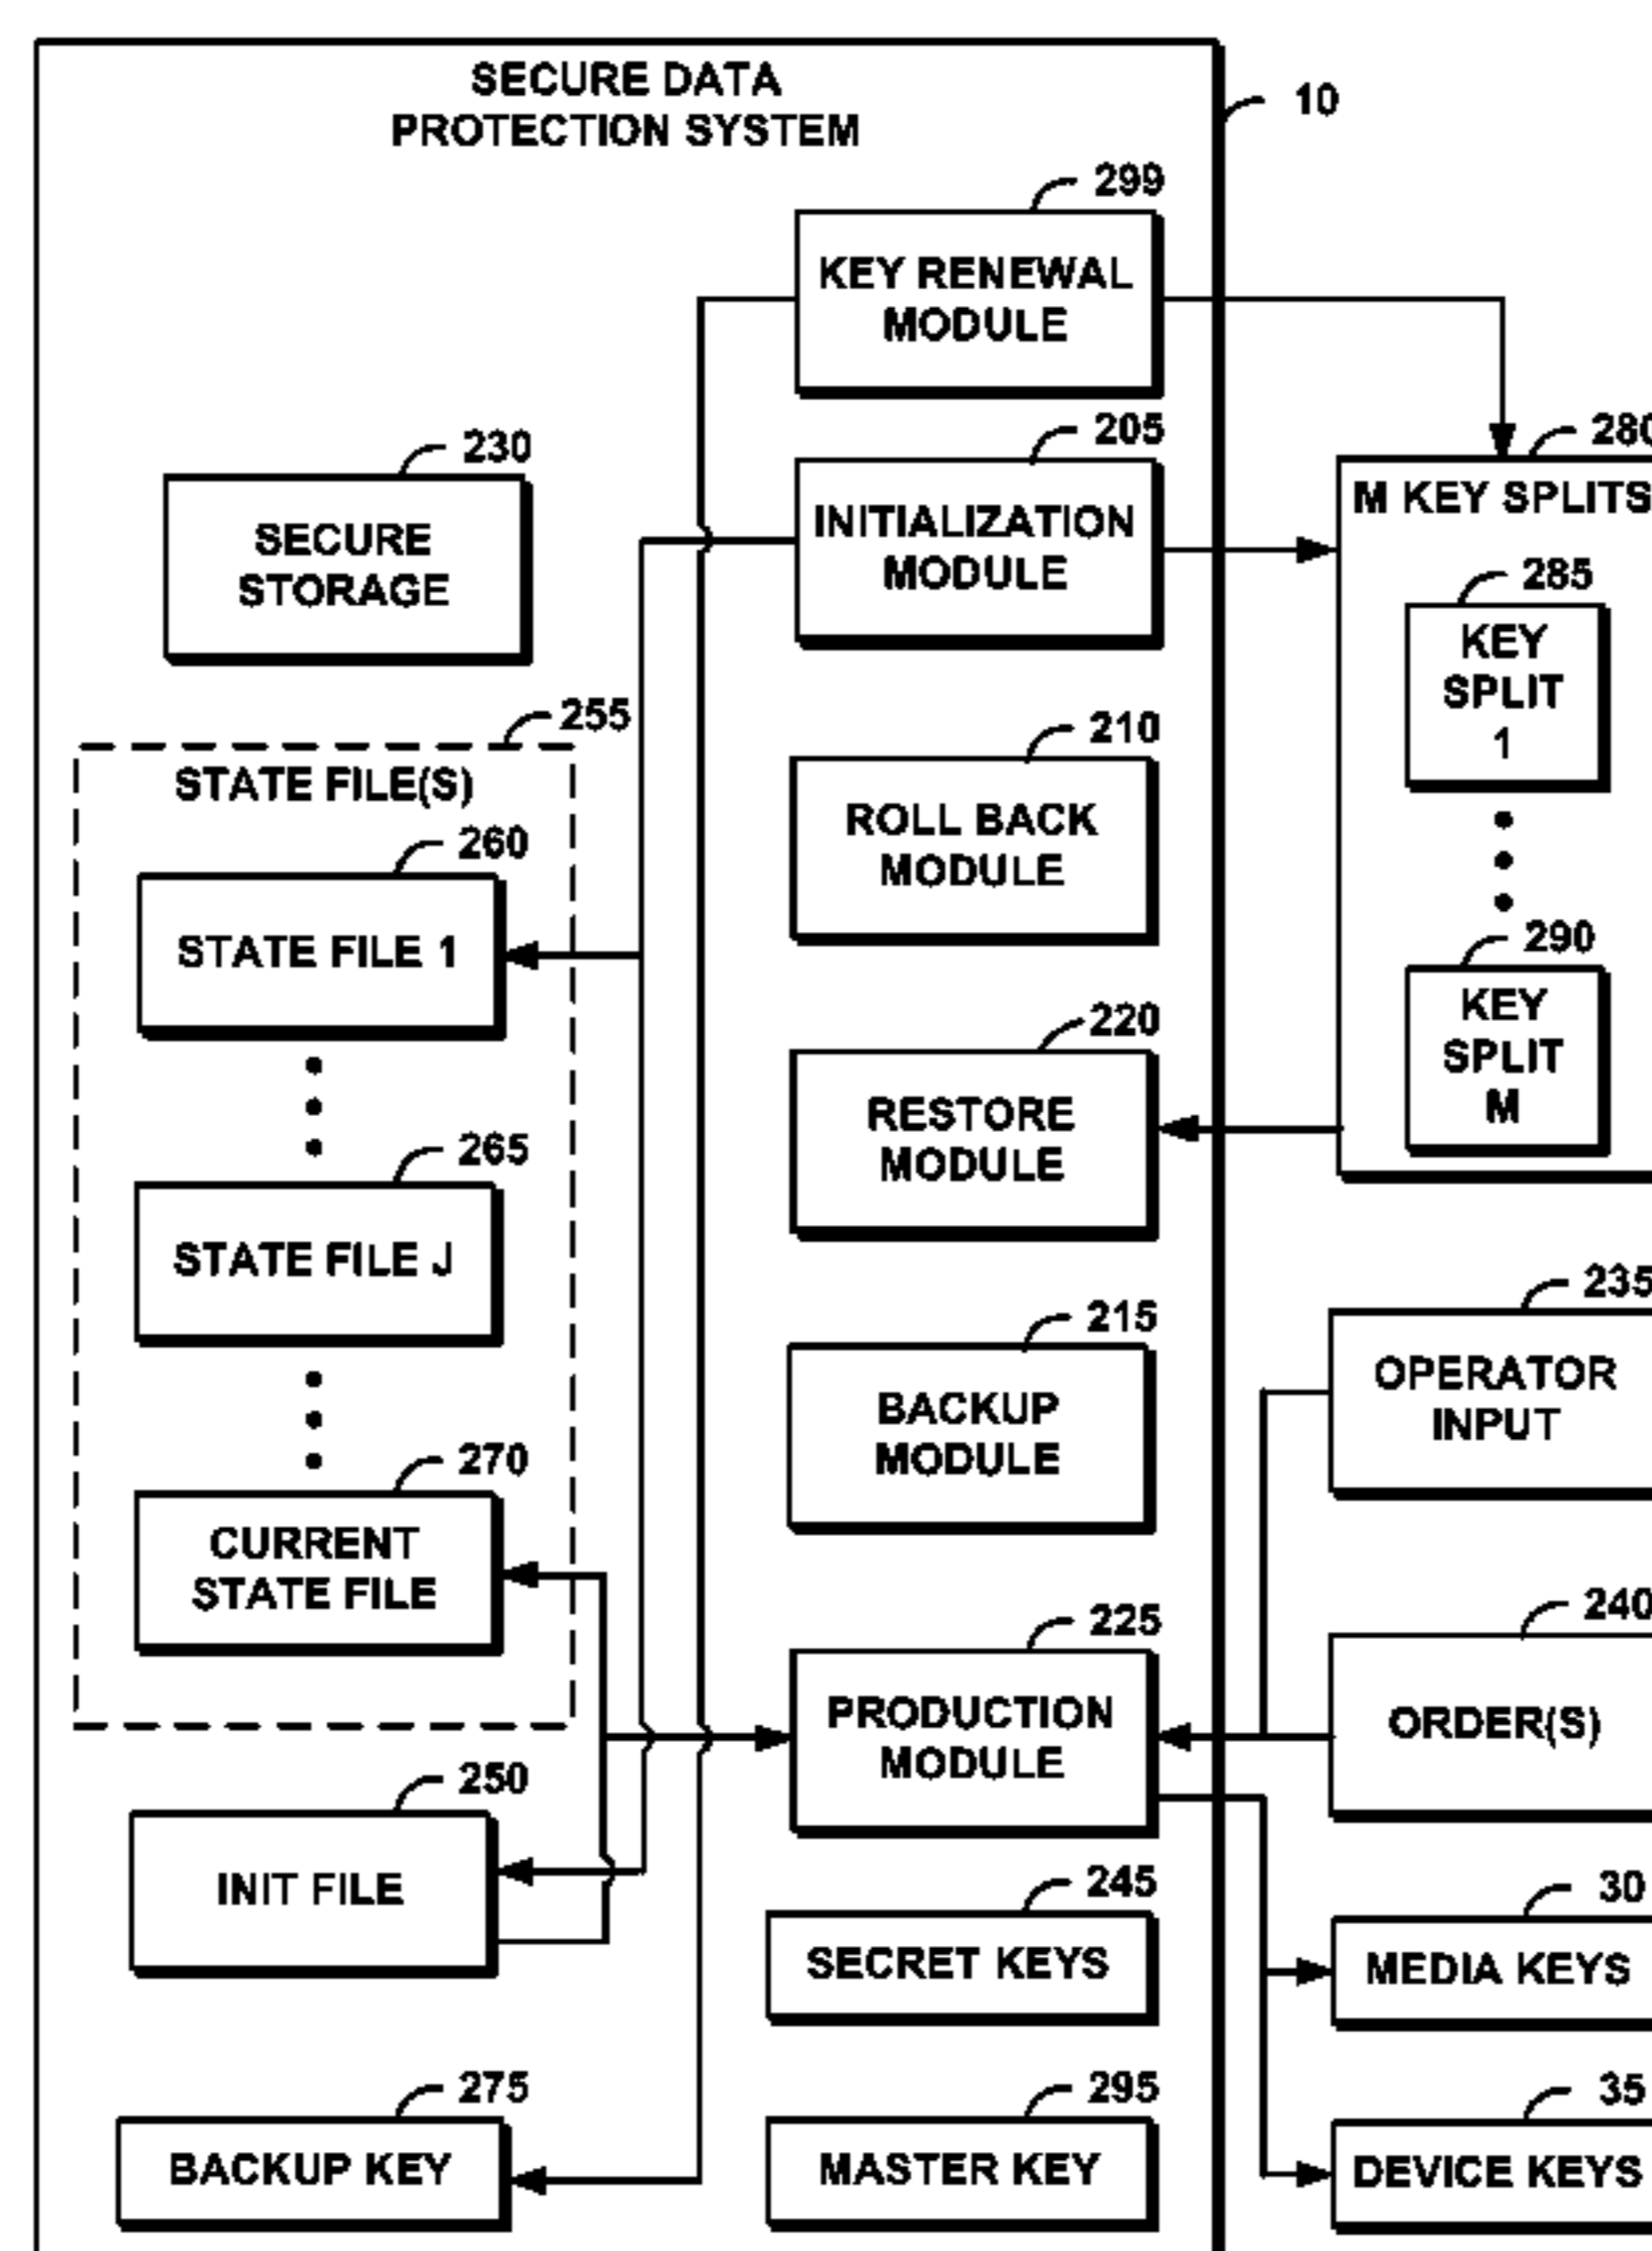 SECURE DATA
PROTECTION SYSTEM
10
299
KEY RENEWAL
MODULE
230
SECURE
STORAGE
205
INITIALIZATION
MODULE
280
M KEY SPLITS
285
KEY
SPLIT
1
290
KEY
SPLIT
M
255
STATE FILE(S)
260
STATE FILE 1
265
STATE FILE J
270
CURRENT
STATE FILE
210
ROLL BACK
MODULE
220
RESTORE
MODULE
215
BACKUP
MODULE
235
OPERATOR
INPUT
225
PRODUCTION
MODULE
240
ORDER(S)
250
INIT FILE
245
SECRET KEYS
30
MEDIA KEYS
275
BACKUP KEY
295
MASTER KEY
35
DEVICE KEYS